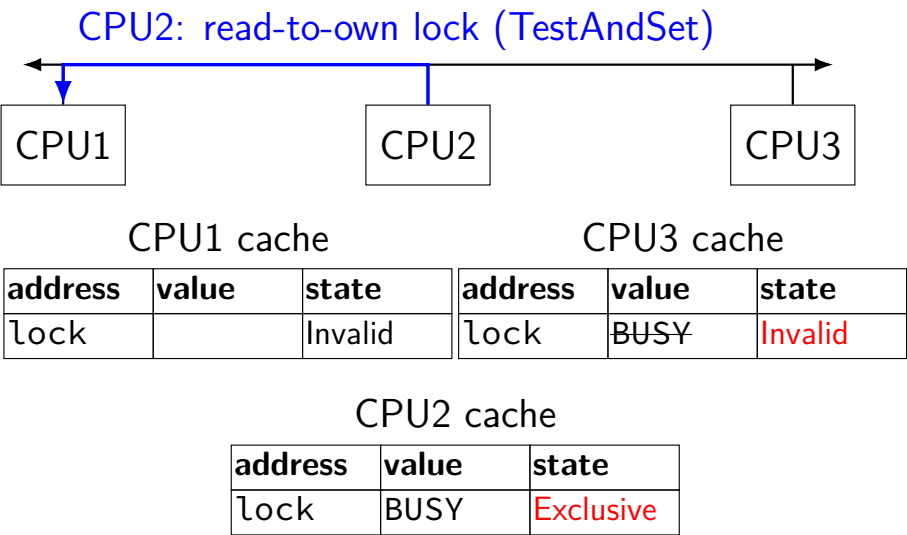 CPU2: read-to-own lock (TestAndSet)
CPU1 CPU2 CPU3
CPU1 cache
address value state
lock Invalid
CPU3 cache
address value state
lock BUSY Invalid
CPU2 cache
address value state
lock BUSY Exclusive